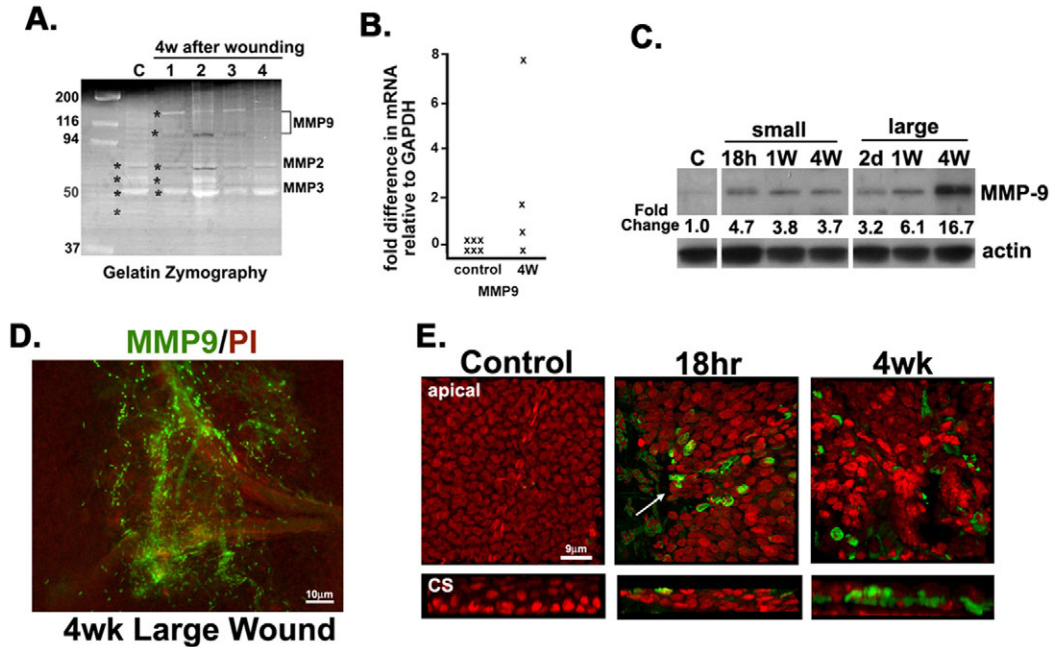 A.
4w after wounding
C 1 2 3 4
200
116
94
50
37
* * * * * * * * *
MMP9
MMP2
MMP3
Gelatin Zymography
B.
fold difference in mRNA
relative to GAPDH
8
6
4
2
0
x
x
x
x
xxx
xxx
control 4W
MMP9
C.
small large
C 18h 1W 4W 2d 1W 4W
MMP-9
Fold
Change 1.0 4.7 3.8 3.7 3.2 6.1 16.7
actin
D.
MMP9/PI
10μm
4wk Large Wound
E.
Control 18hr 4wk
apical
9μm
CS